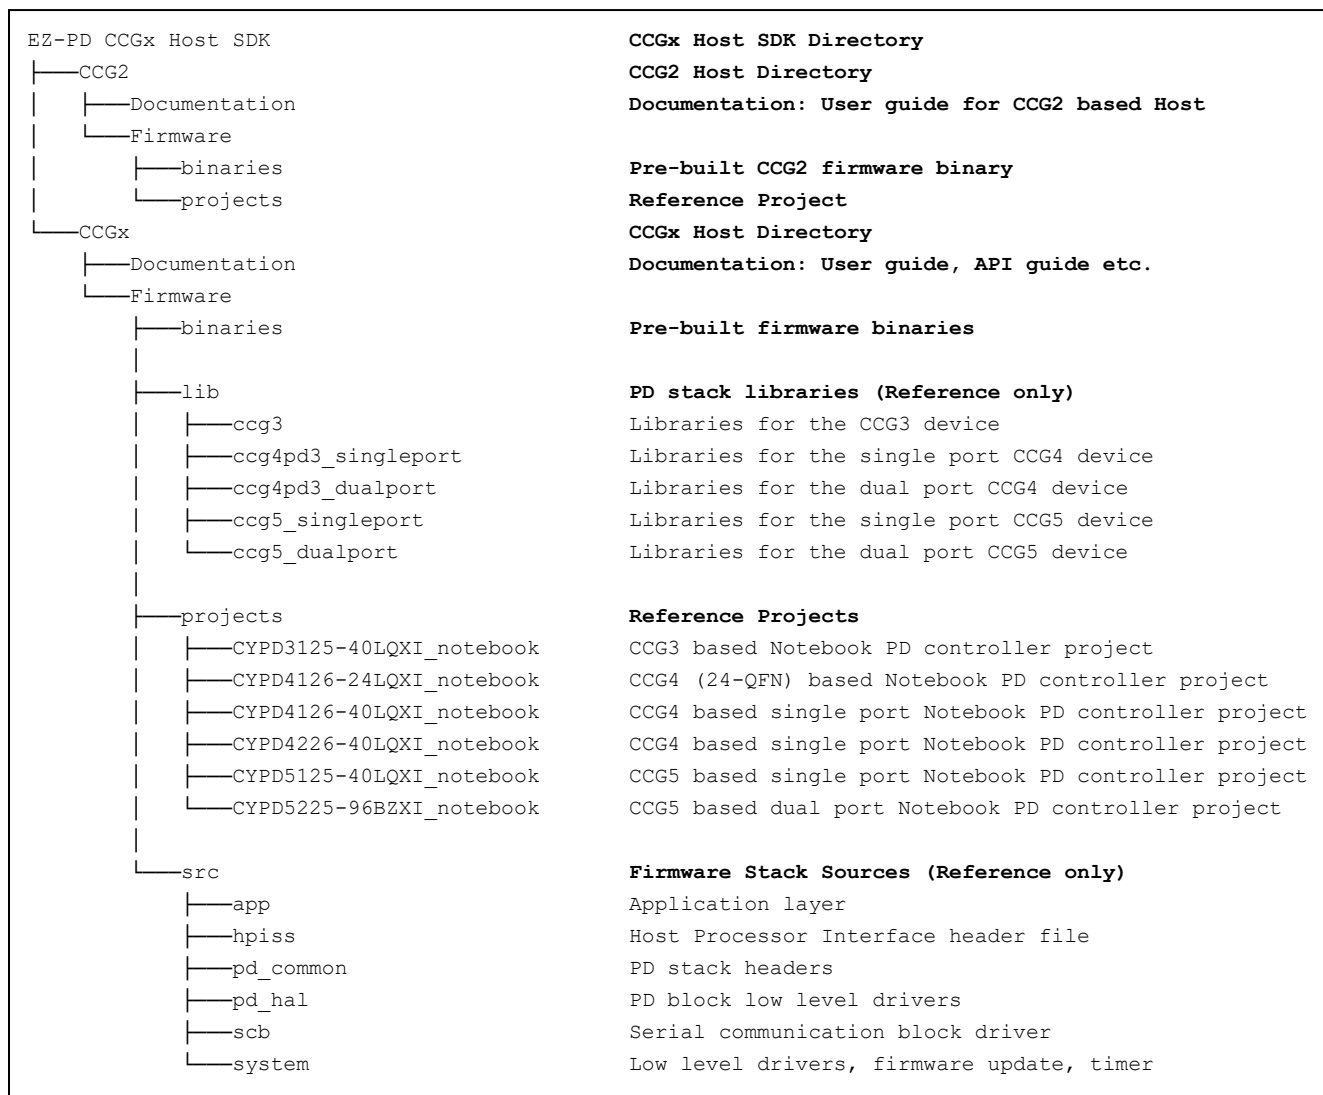 EZ-PD CCGx Host SDK CCGx Host SDK Directory
├───CCG2 CCG2 Host Directory
│   ├───Documentation Documentation: User guide for CCG2 based Host
│   └───Firmware
│       ├───binaries Pre-built CCG2 firmware binary
│       └───projects Reference Project
└───CCGx CCGx Host Directory
    ├───Documentation Documentation: User guide, API guide etc.
    └───Firmware
        ├───binaries Pre-built firmware binaries
        │
        ├───lib PD stack libraries (Reference only)
        │   ├───ccg3 Libraries for the CCG3 device
        │   ├───ccg4pd3_singleport Libraries for the single port CCG4 device
        │   ├───ccg4pd3_dualport Libraries for the dual port CCG4 device
        │   ├───ccg5_singleport Libraries for the single port CCG5 device
        │   └───ccg5_dualport Libraries for the dual port CCG5 device
        │
        ├───projects Reference Projects
        │   ├───CYPD3125-40LQXI_notebook CCG3 based Notebook PD controller project
        │   ├───CYPD4126-24LQXI_notebook CCG4 (24-QFN) based Notebook PD controller project
        │   ├───CYPD4126-40LQXI_notebook CCG4 based single port Notebook PD controller project
        │   ├───CYPD4226-40LQXI_notebook CCG4 based single port Notebook PD controller project
        │   ├───CYPD5125-40LQXI_notebook CCG5 based single port Notebook PD controller project
        │   └───CYPD5225-96BZXI_notebook CCG5 based dual port Notebook PD controller project
        │
        └───src Firmware Stack Sources (Reference only)
            ├───app Application layer
            ├───hpiss Host Processor Interface header file
            ├───pd_common PD stack headers
            ├───pd_hal PD block low level drivers
            ├───scb Serial communication block driver
            └───system Low level drivers, firmware update, timer